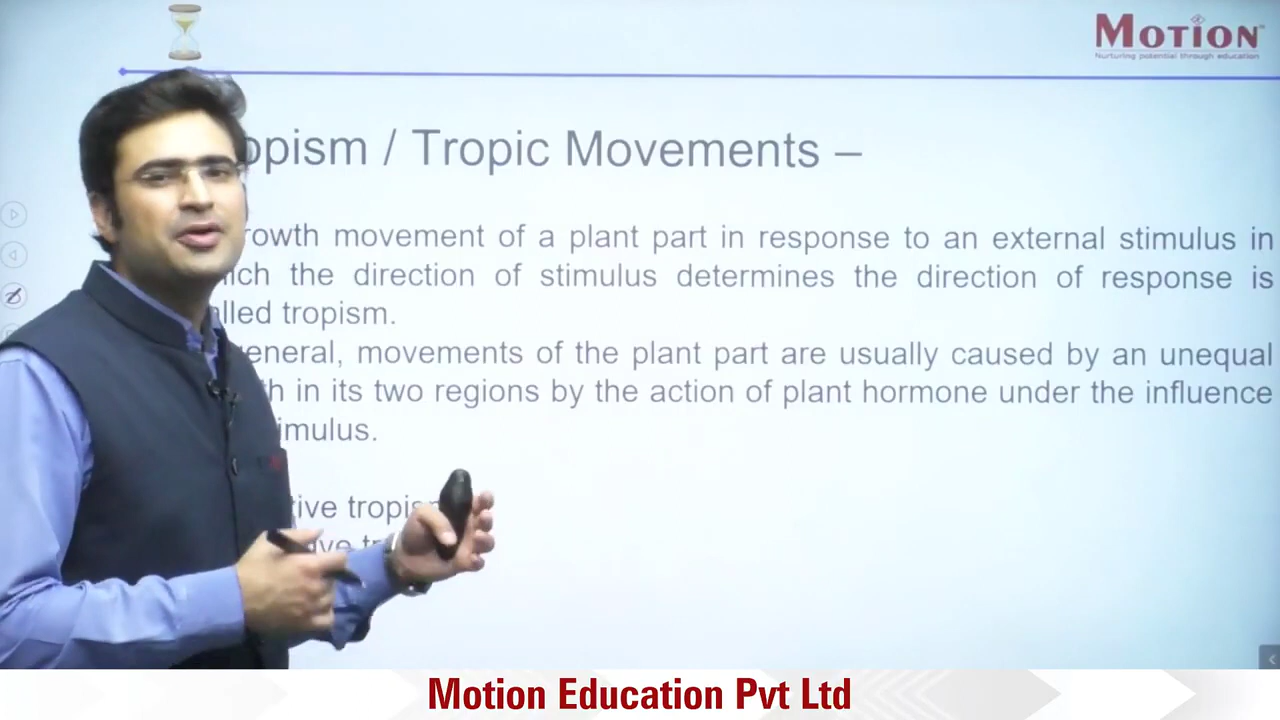 MOTION
Nurturing potential through education
opism / Tropic Movements –
rowth movement of a plant part in response to an external stimulus in
ich the direction of stimulus determines the direction of response is
lled tropism.
eneral, movements of the plant part are usually caused by an unequal
h in its two regions by the action of plant hormone under the influence
imulus.
tive tropis
ive tr
Motion Education Pvt Ltd